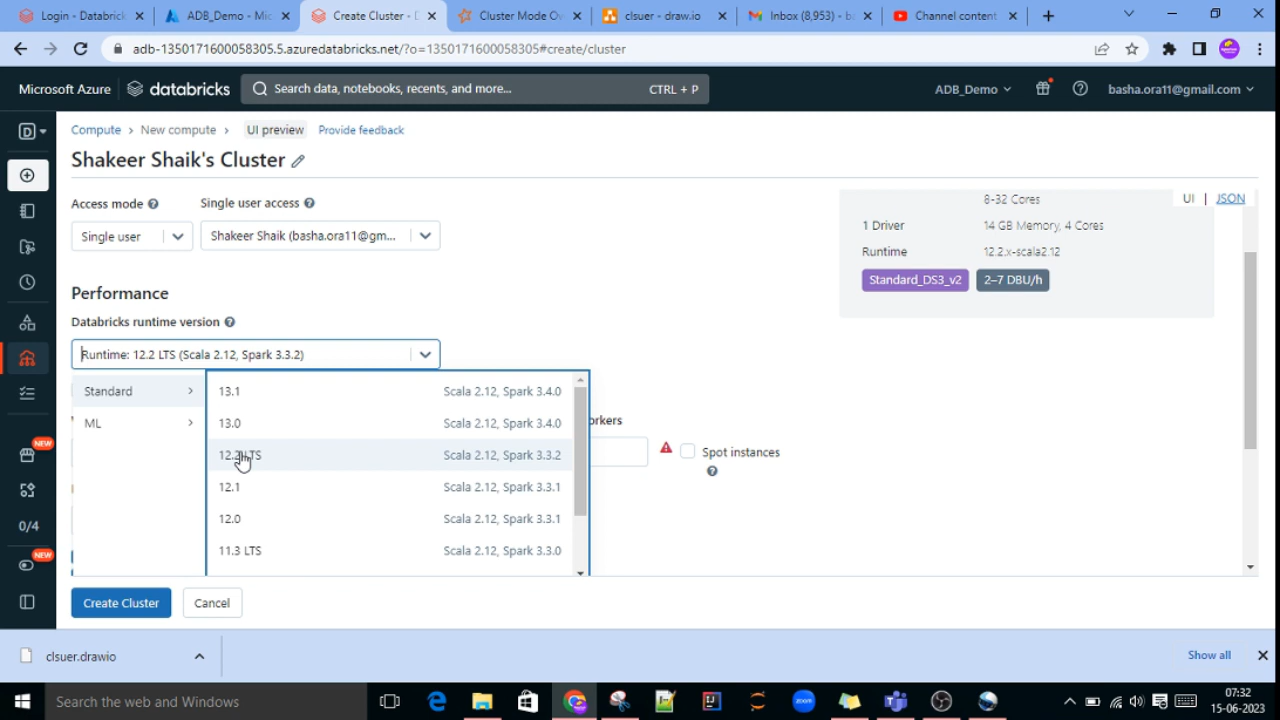 Login - Databrick
ADB_Demo - Mic
Create Cluster - D
Cluster Mode Ov
clsuer - draw.io
Inbox (8,953) - ba
Channel content
adb-1350171600058305.5.azuredatabricks.net/?o=1350171600058305#create/cluster
Microsoft Azure
databricks
Search data, notebooks, recents, and more...
CTRL + P
ADB_Demo
basha.ora11@gmail.com
D
Compute > New compute > UI preview Provide feedback
Shakeer Shaik's Cluster
UI | JSON
Access mode
Single user access
Single user
Shakeer Shaik (basha.ora11@gm...
8-32 Cores
1 Driver
14 GB Memory, 4 Cores
Runtime
12.2.x-scala2.12
Standard_DS3_v2
2–7 DBU/h
Performance
Databricks runtime version
Runtime: 12.2 LTS (Scala 2.12, Spark 3.3.2)
Standard
ML
13.1 Scala 2.12, Spark 3.4.0
13.0 Scala 2.12, Spark 3.4.0
12.2 LTS Scala 2.12, Spark 3.3.2
12.1 Scala 2.12, Spark 3.3.1
12.0 Scala 2.12, Spark 3.3.1
11.3 LTS Scala 2.12, Spark 3.3.0
orkers
Spot instances
NEW
0/4
NEW
Create Cluster
Cancel
clsuer.drawio
Show all
Search the web and Windows
zoom
07:32
15-06-2023